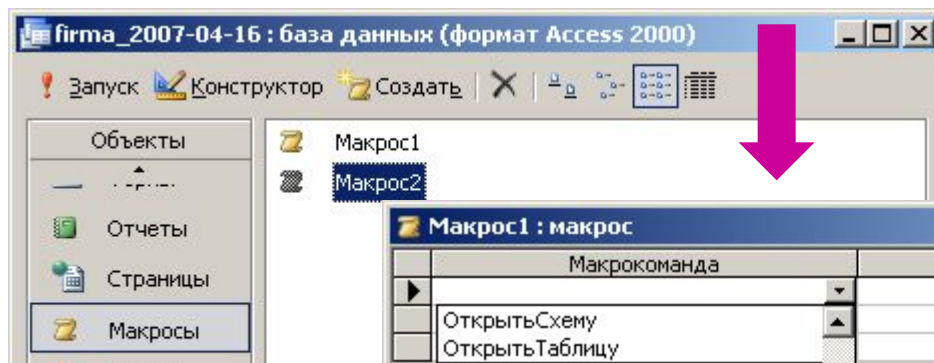 firma_2007-04-16 : база данных (формат Access 2000)
Запуск Конструктор Создать
Объекты
Макрос1
Макрос2
Отчеты
Страницы
Макросы
Макрос1 : макрос
Макрокоманда
ОткрытьСхему
ОткрытьТаблицу